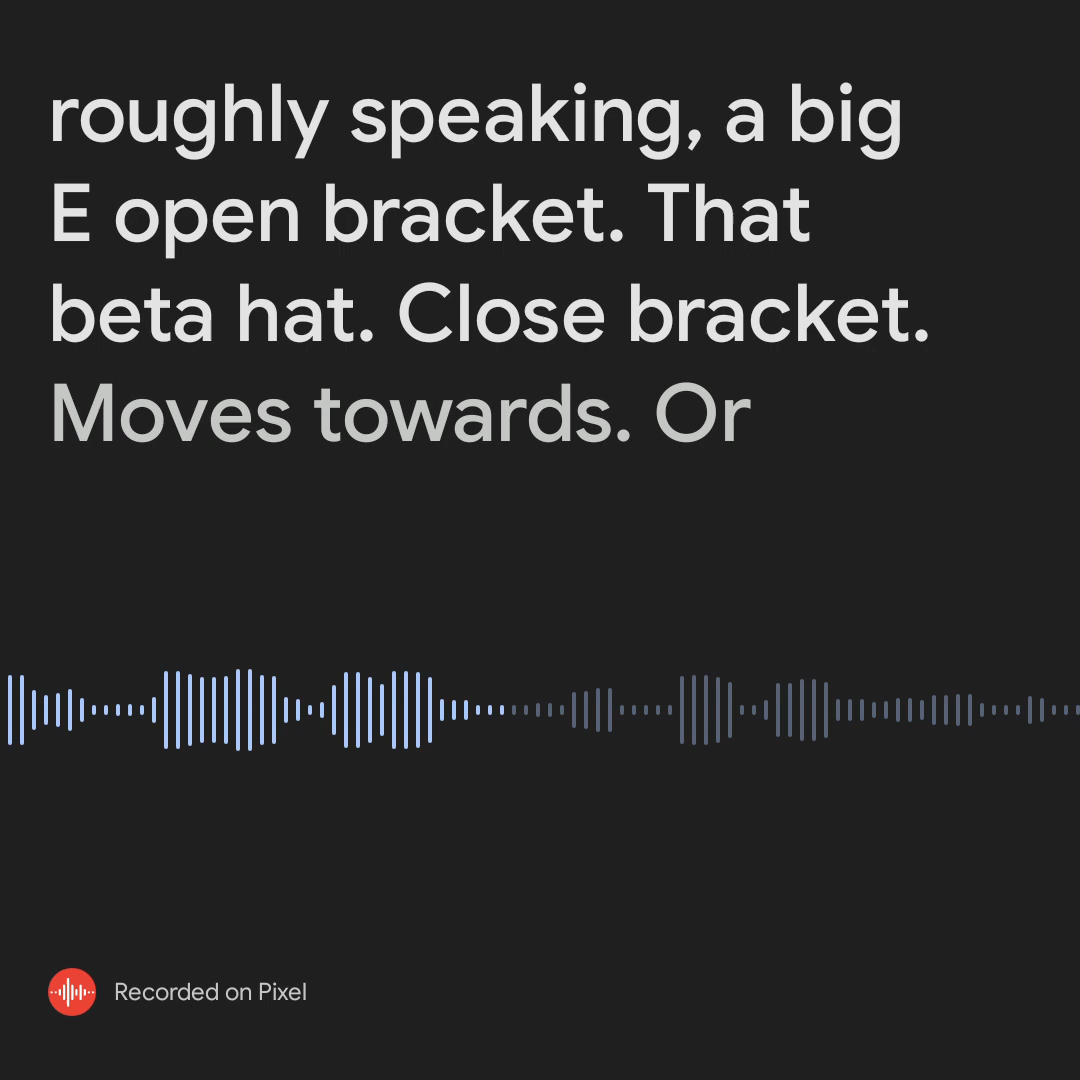 roughly speaking, a big
E open bracket. That
beta hat. Close bracket.
Moves towards. Or
Recorded on Pixel